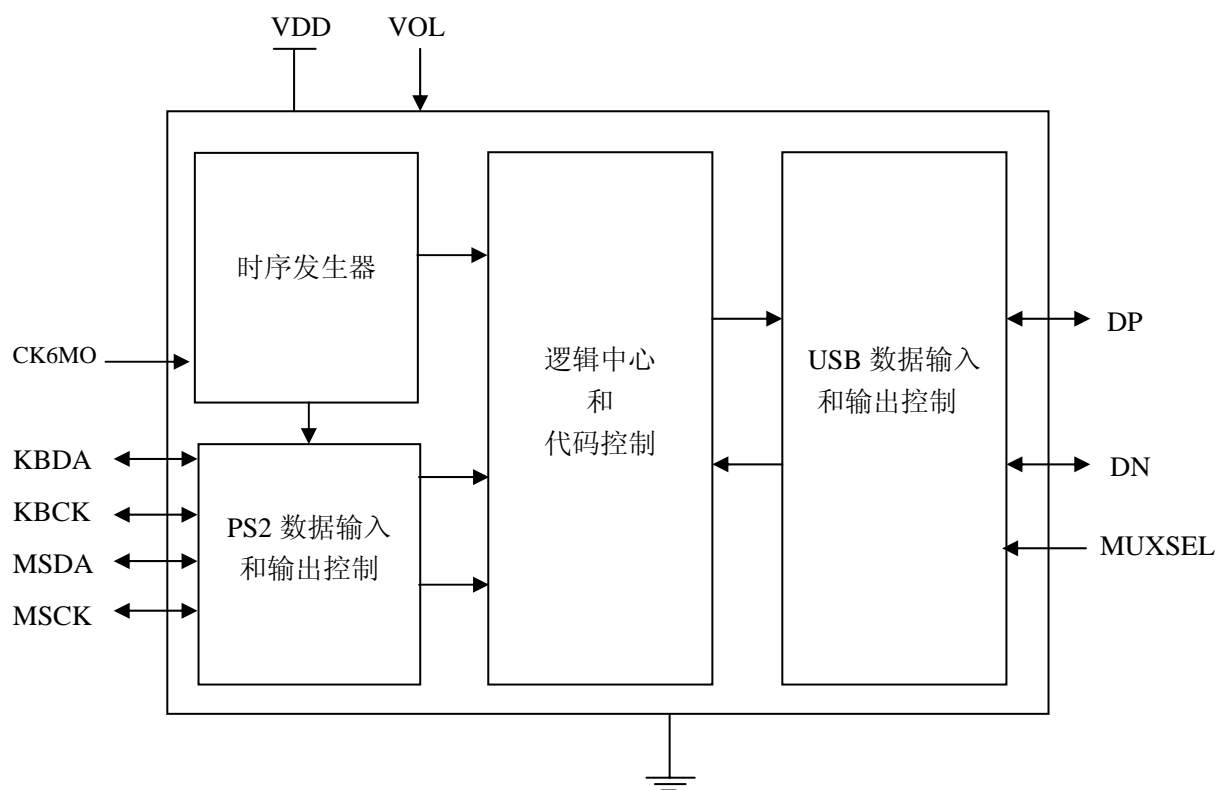 VDD
VOL
时序发生器
CK6MO
逻辑中心
和
代码控制
USB 数据输入
和输出控制
DP
DN
MUXSEL
KBDA
KBCK
MSDA
MSCK
PS2 数据输入
和输出控制